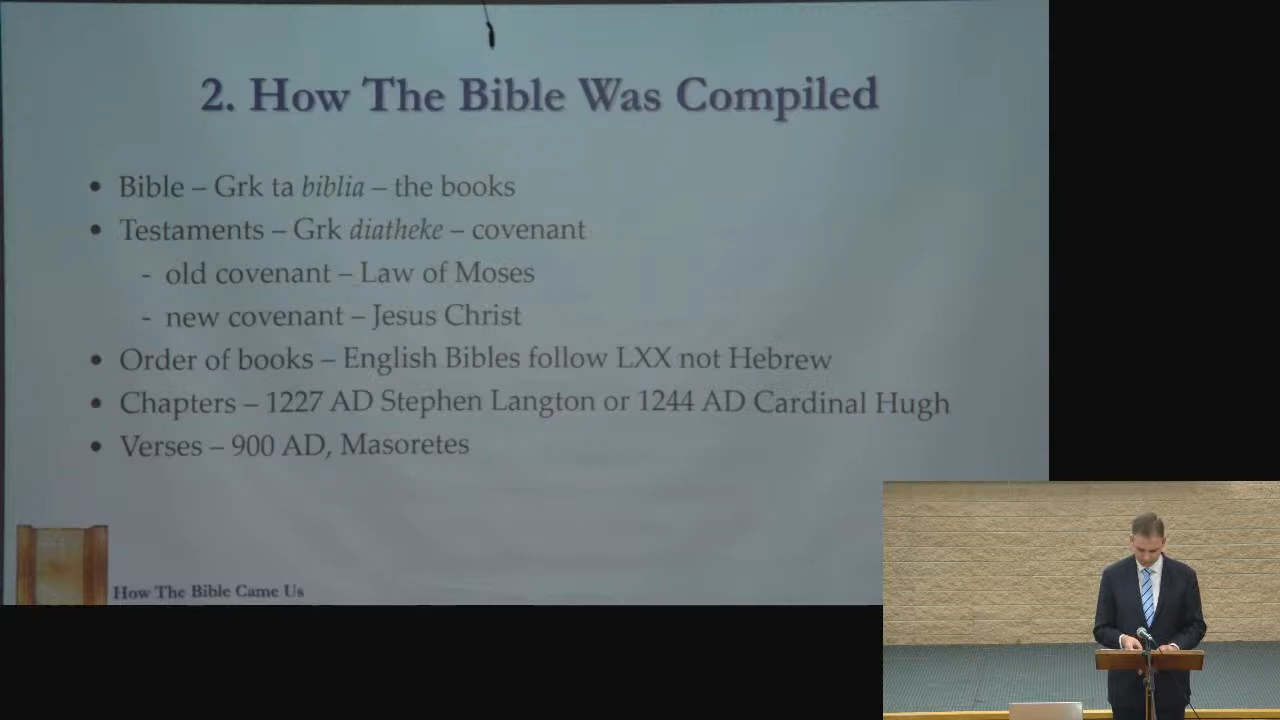 2. How The Bible Was Compiled
• Bible – Grk ta biblia – the books
• Testaments – Grk diatheke – covenant
- old covenant – Law of Moses
- new covenant – Jesus Christ
• Order of books – English Bibles follow LXX not Hebrew
• Chapters – 1227 AD Stephen Langton or 1244 AD Cardinal Hugh
• Verses – 900 AD, Masoretes
How The Bible Came Us